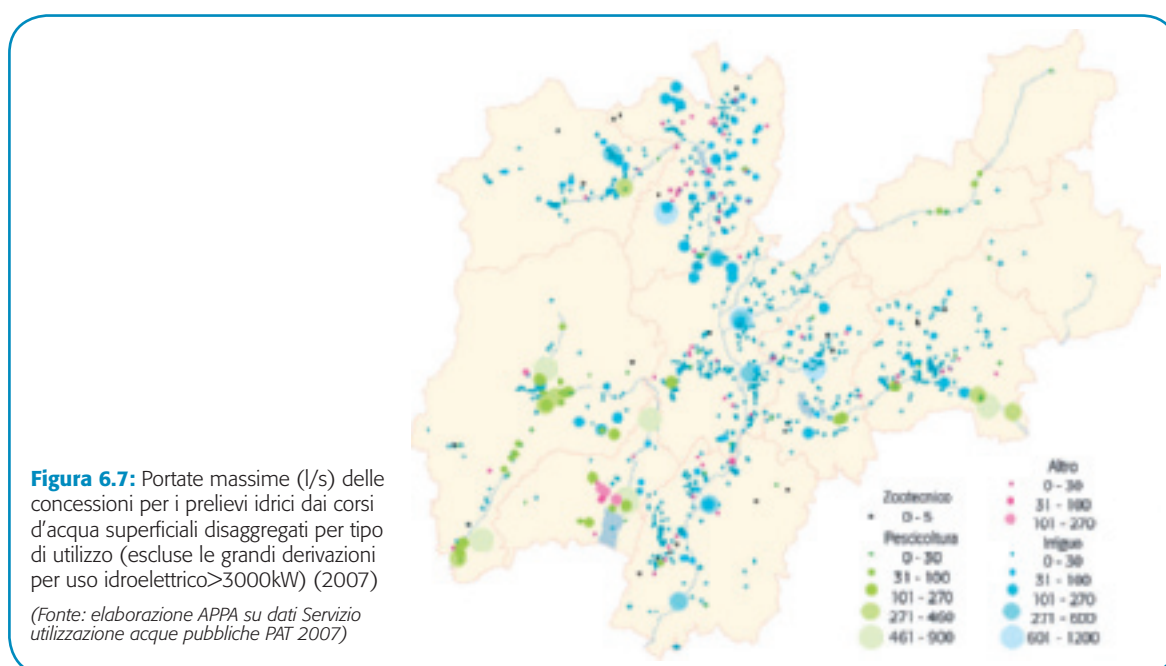 Figura 6.7: Portate massime (l/s) delle
concessioni per i prelievi idrici dai corsi
d'acqua superficiali disaggregati per tipo
di utilizzo (escluse le grandi derivazioni
per uso idroelettrico>3000kW) (2007)
(Fonte: elaborazione APPA su dati Servizio
utilizzazione acque pubbliche PAT 2007)
Zootecnico
0 - 5
Pescicoltura
0 - 30
31 - 100
101 - 270
271 - 460
461 - 900
Altro
0 - 30
31 - 100
101 - 270
Irriguo
0 - 30
31 - 100
101 - 270
271 - 600
601 - 1200